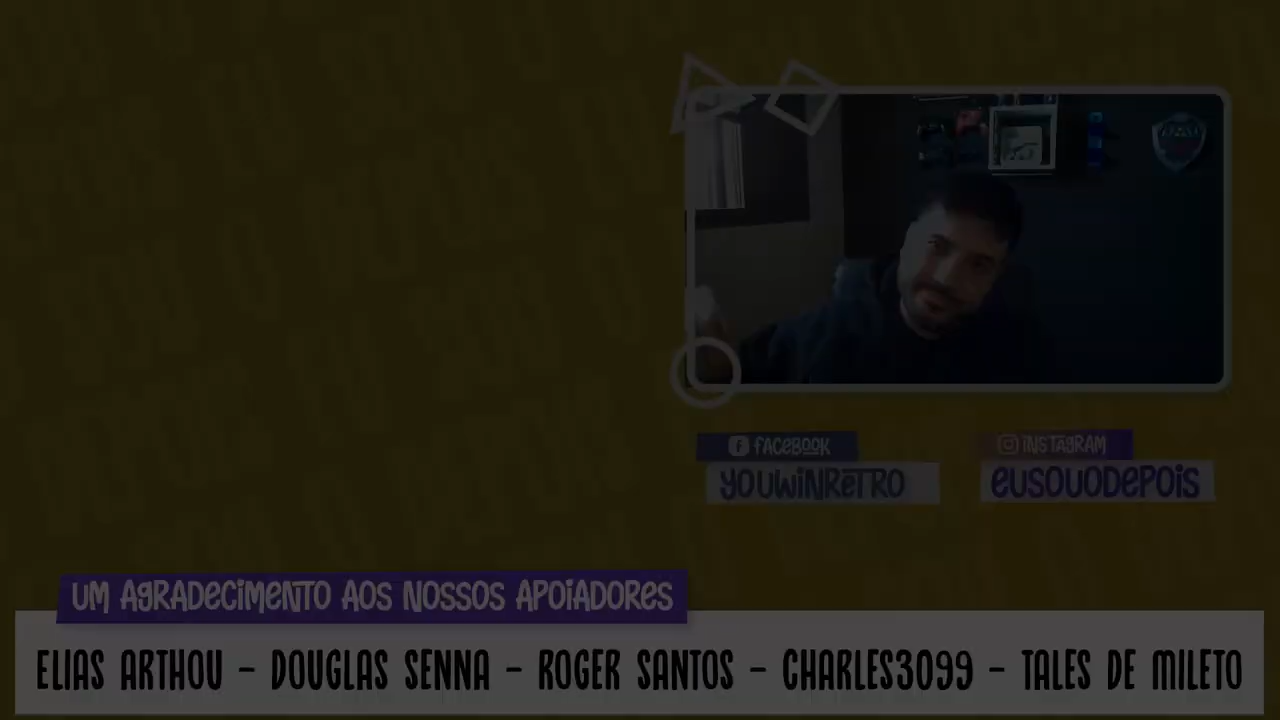 FACEBOOK
YOUWINRETRO
INSTAGRAM
EUSOUODEPOIS
UM AGRADECIMENTO AOS NOSSOS APOIADORES
ELIAS ARTHOU - DOUGLAS SENNA - ROGER SANTOS - CHARLES3099 - TALES DE MILETO